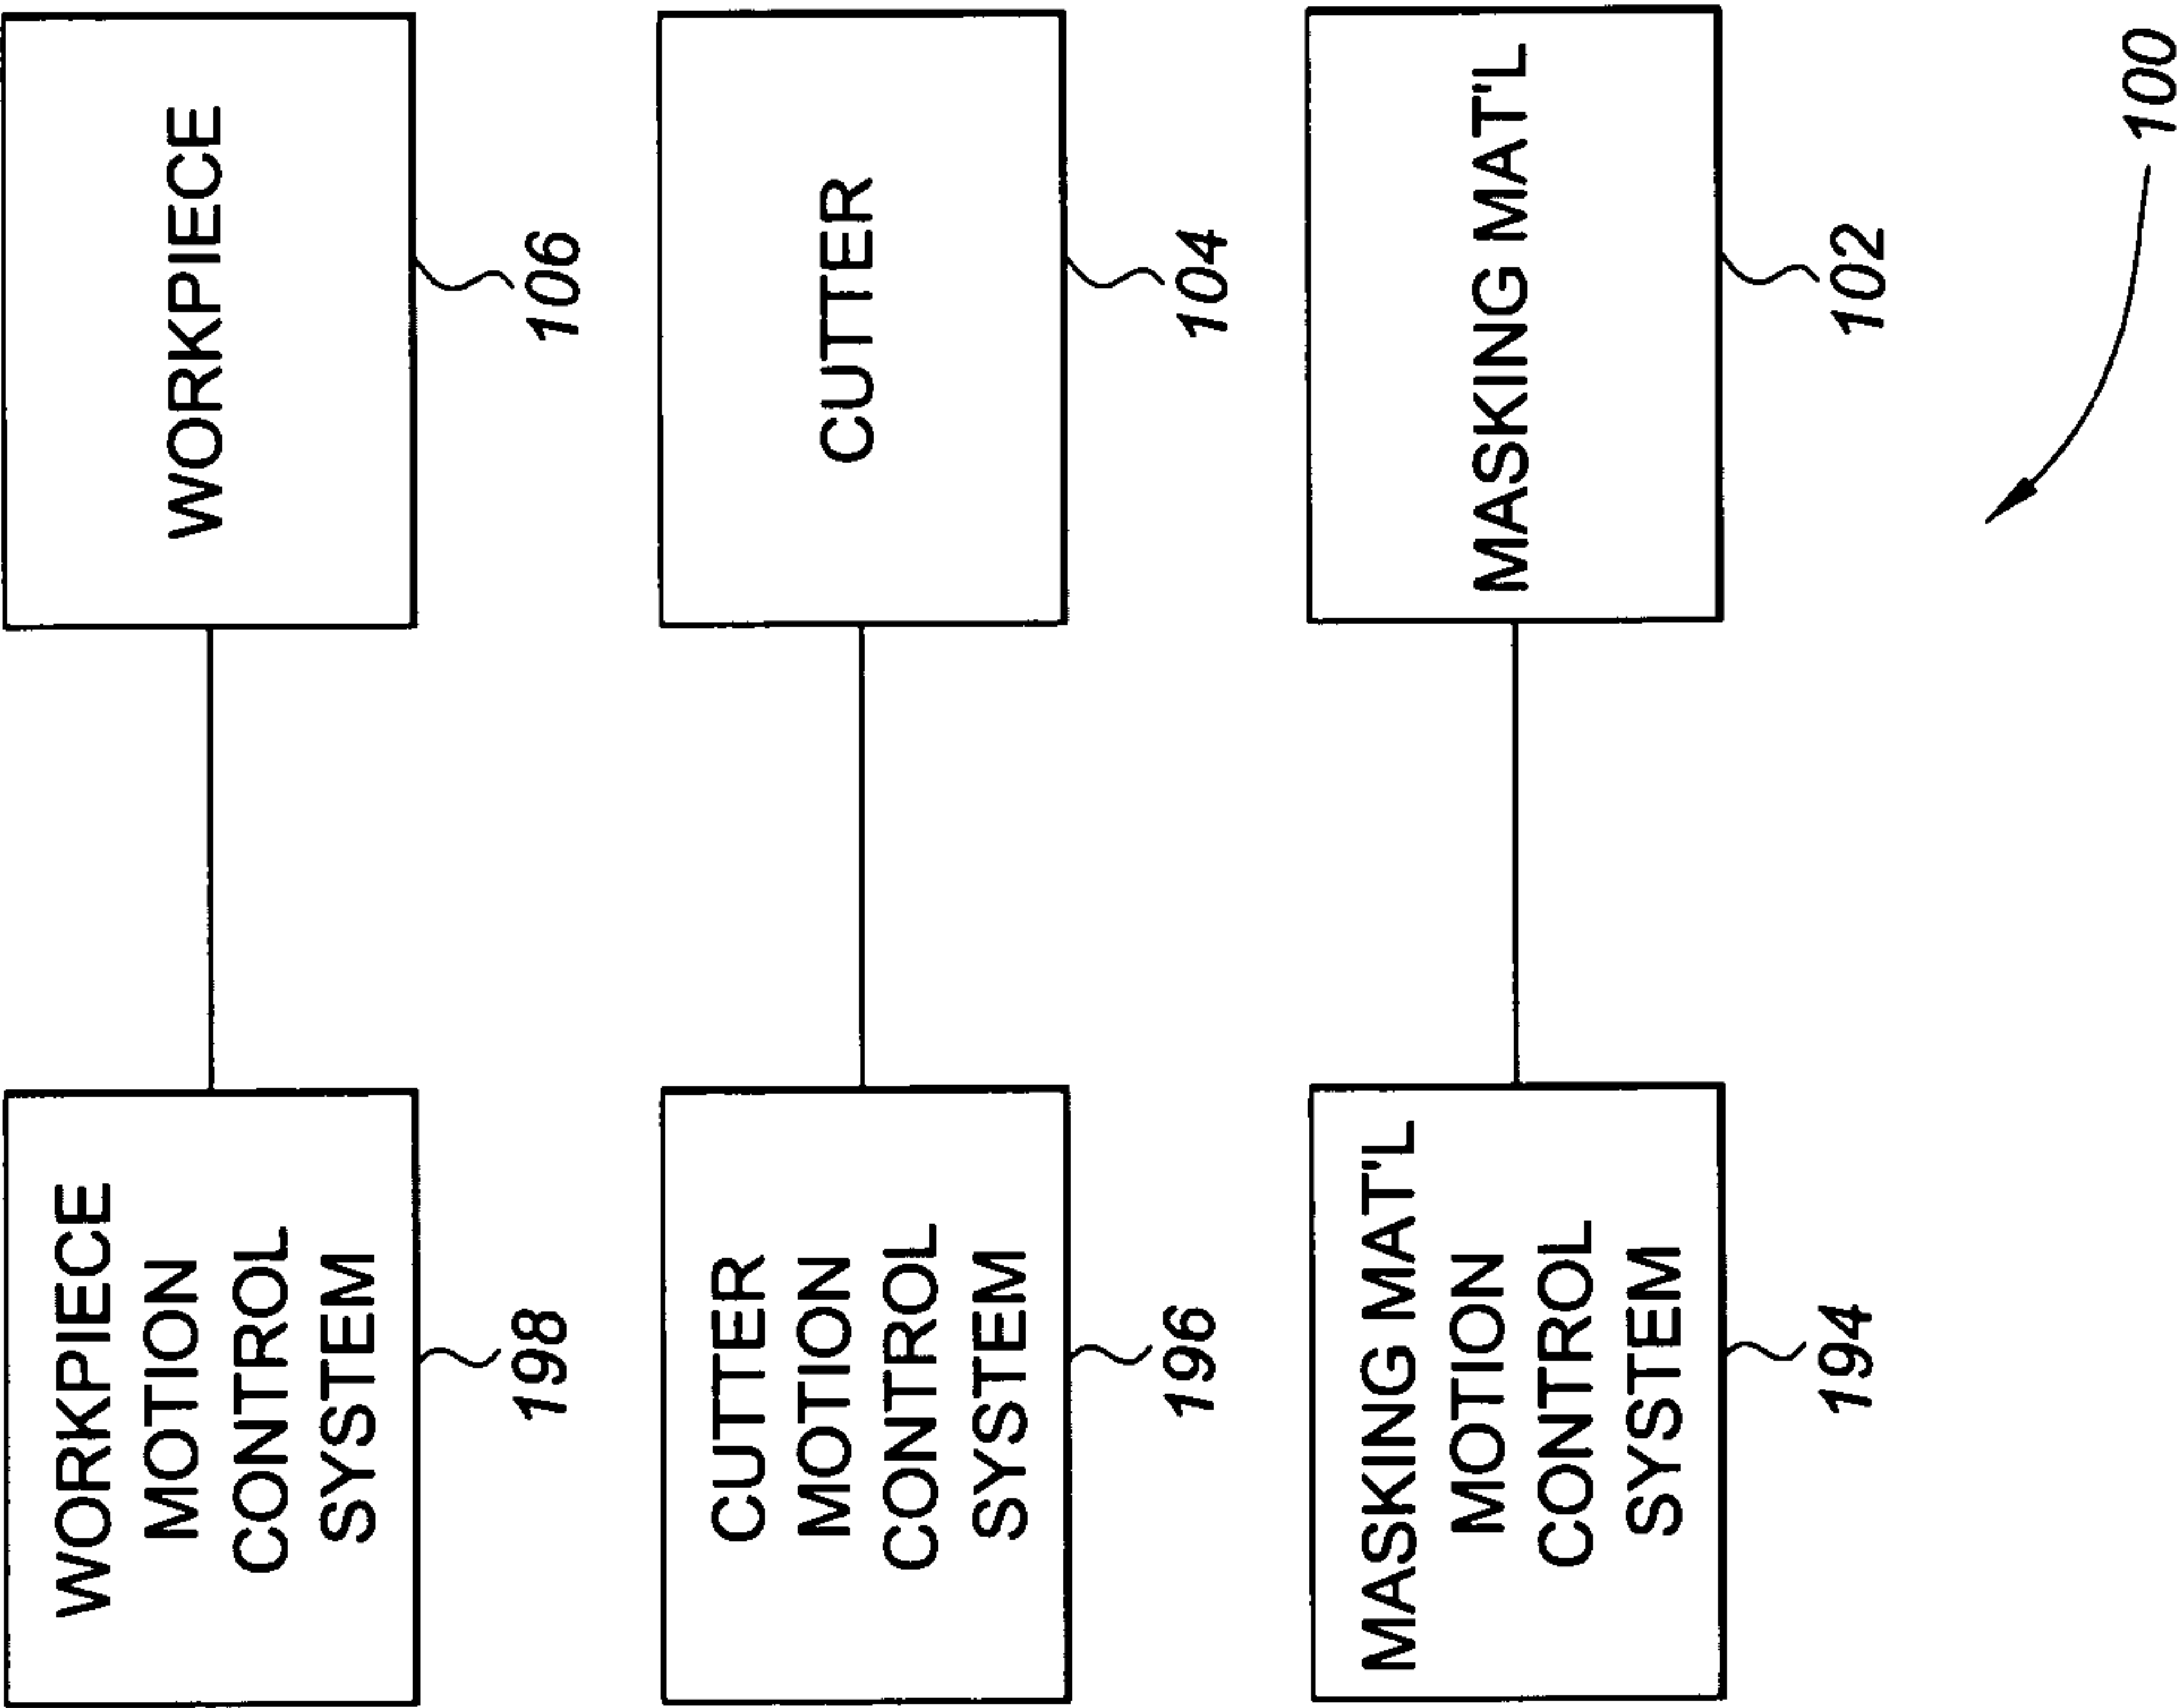 WORKPIECE
MOTION
CONTROL
SYSTEM
198
WORKPIECE
106
CUTTER
MOTION
CONTROL
SYSTEM
196
CUTTER
104
MASKING MAT'L
MOTION
CONTROL
SYSTEM
194
MASKING MAT'L
102
100